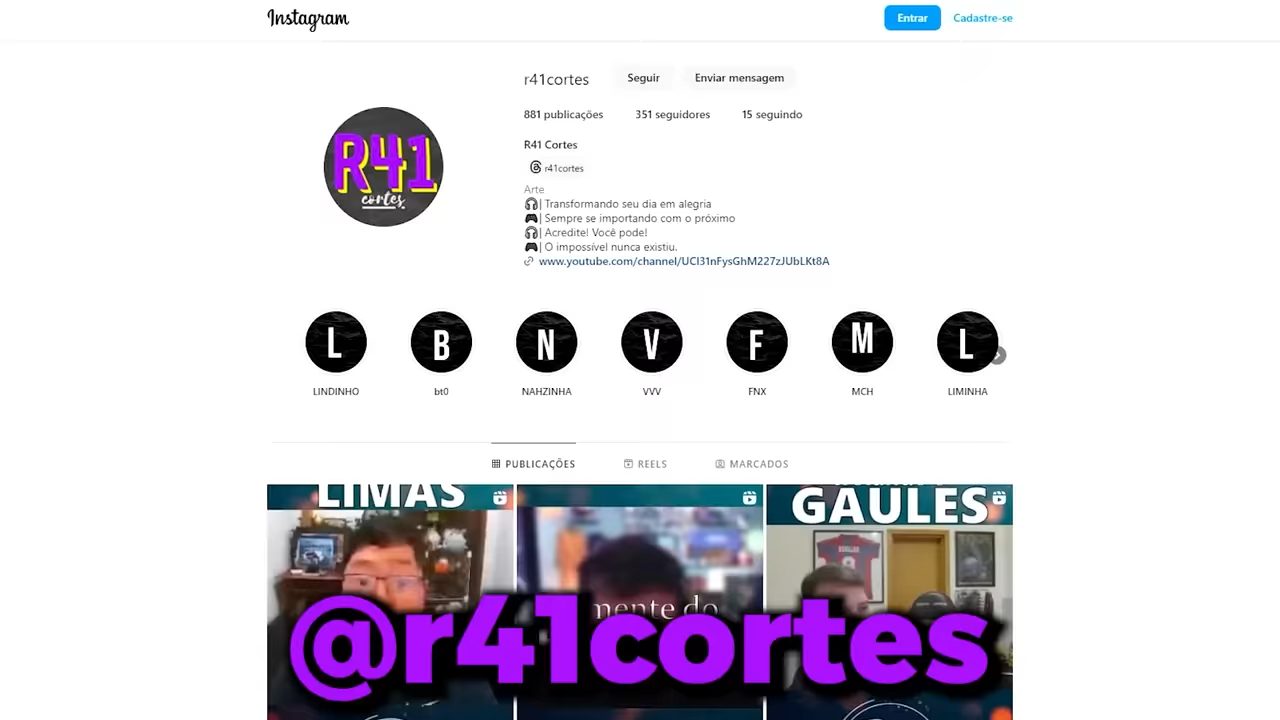 Instagram
Entrar
Cadastre-se
r41cortes
Seguir
Enviar mensagem
881 publicações
351 seguidores
15 seguindo
R41 Cortes
r41cortes
Arte
| Transformando seu dia em alegria
| Sempre se importando com o próximo
| Acredite! Você pode!
| O impossível nunca existiu.
www.youtube.com/channel/UCI31nFysGhM227zJUbLKt8A
R41
cortes
L
B
N
V
F
M
L
LINDINHO
bt0
NAHZINHA
VVV
FNX
MCH
LIMINHA
PUBLICAÇÕES
REELS
MARCADOS
LIMAS
GAULES
mente do
@r41cortes